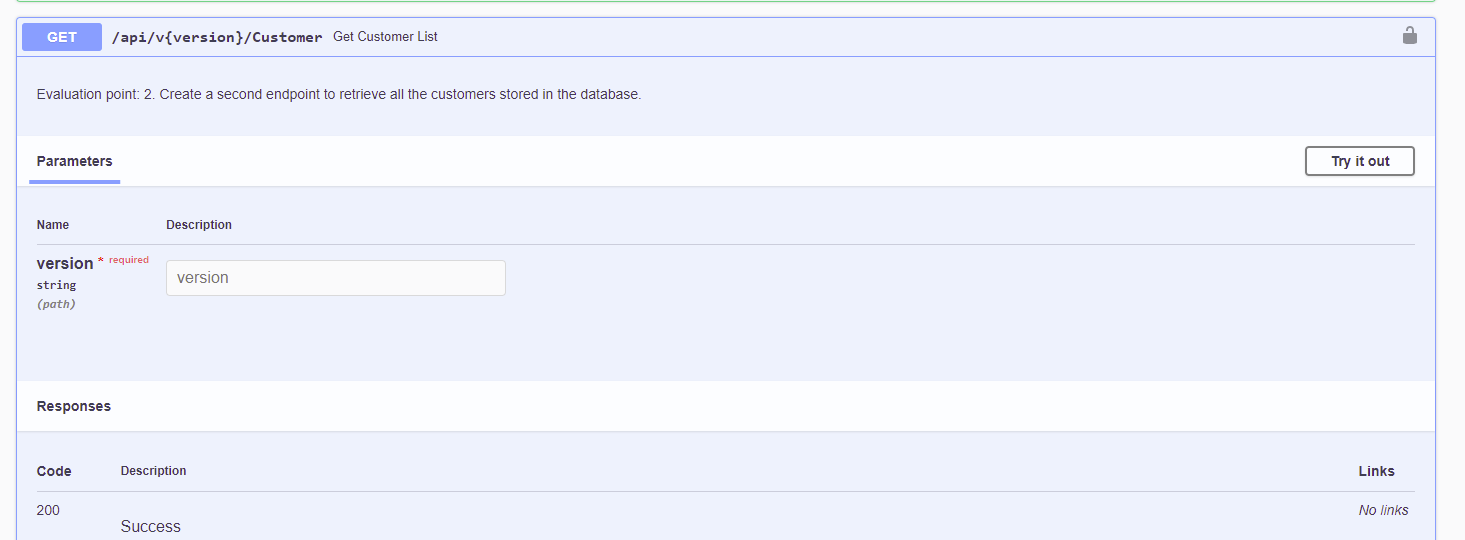 GET /api/v{version}/Customer Get Customer List
Evaluation point: 2. Create a second endpoint to retrieve all the customers stored in the database.
Parameters Try it out
Name Description
version * required version
string
(path)
Responses
Code Description Links
200 No links
Success